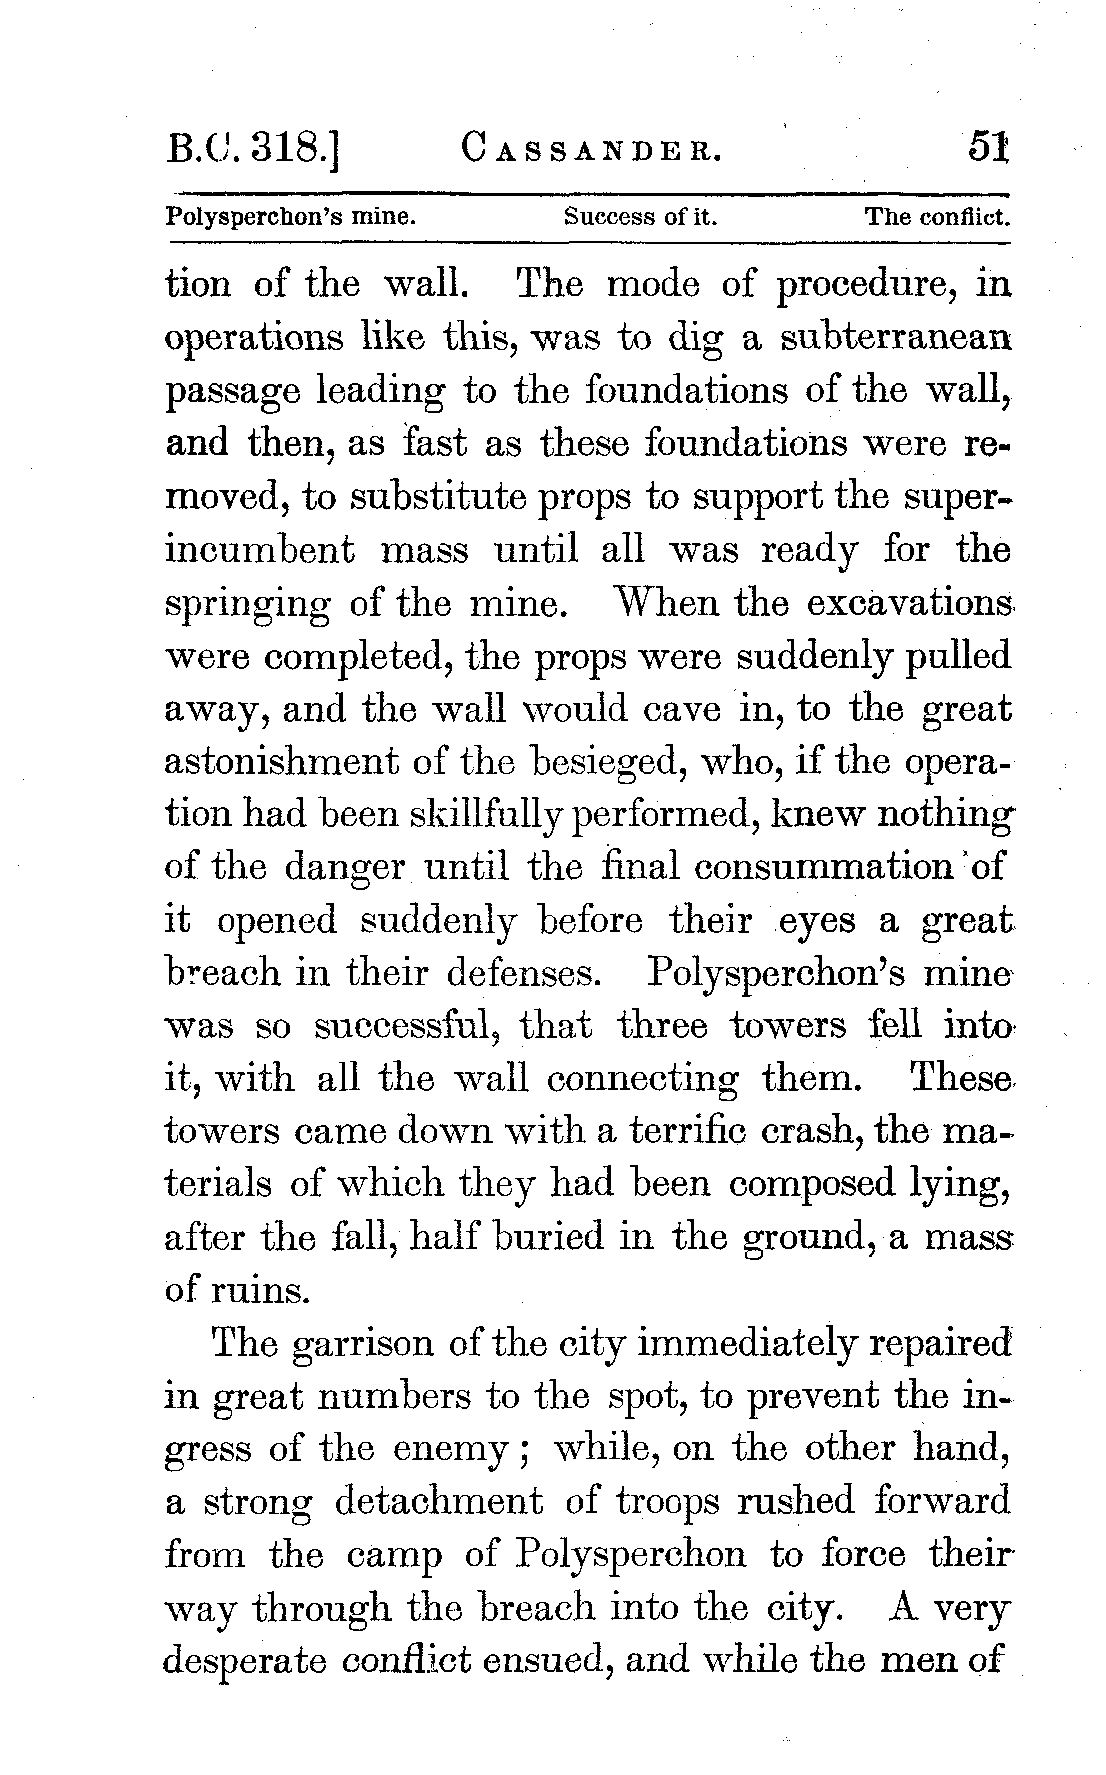 B.C. 318.] CASSANDER. 51
Polysperchon's mine. Success of it. The conflict.
tion of the wall. The mode of procedure, in
operations like this, was to dig a subterranean
passage leading to the foundations of the wall,
and then, as fast as these foundations were re-
moved, to substitute props to support the super-
incumbent mass until all was ready for the
springing of the mine. When the excavations
were completed, the props were suddenly pulled
away, and the wall would cave in, to the great
astonishment of the besieged, who, if the opera-
tion had been skillfully performed, knew nothing
of the danger until the final consummation of
it opened suddenly before their eyes a great
breach in their defenses. Polysperchon's mine
was so successful, that three towers fell into
it, with all the wall connecting them. These
towers came down with a terrific crash, the ma-
terials of which they had been composed lying,
after the fall, half buried in the ground, a mass
of ruins.
The garrison of the city immediately repaired
in great numbers to the spot, to prevent the in-
gress of the enemy; while, on the other hand,
a strong detachment of troops rushed forward
from the camp of Polysperchon to force their
way through the breach into the city. A very
desperate conflict ensued, and while the men of